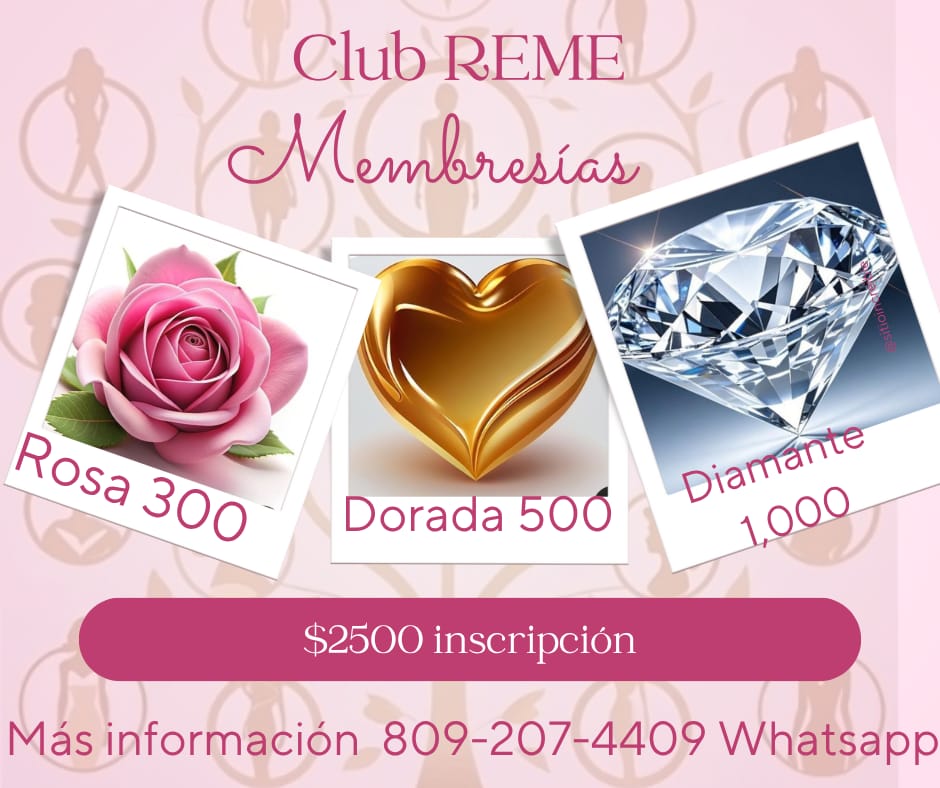 Club REME
Membresías
Rosa 300
Dorada 500
Diamante
1,000
$2500 inscripción
Más información 809-207-4409 Whatsapp